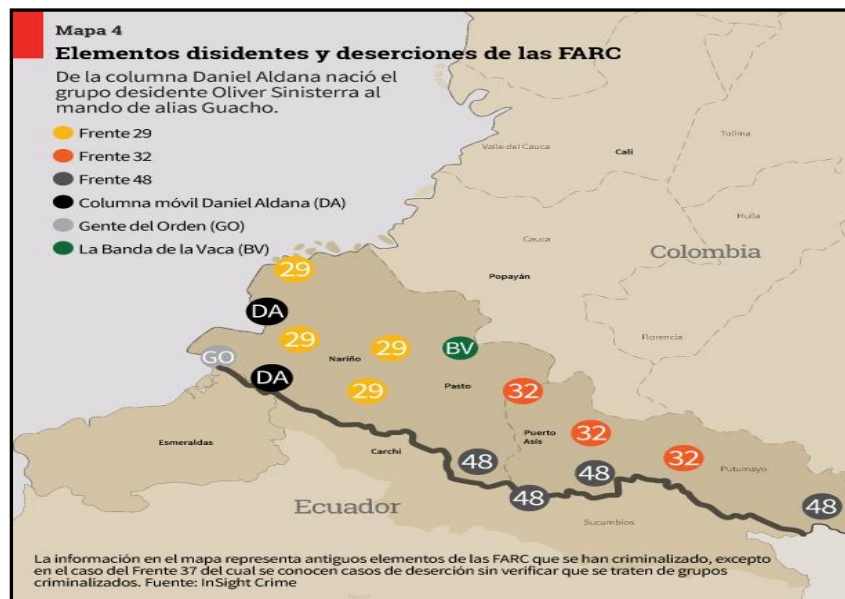 Mapa 4
Elementos disidentes y deserciones de las FARC
De la columna Daniel Aldana nació el
grupo desidente Oliver Sinisterra al
mando de alias Guacho.
Frente 29
Frente 32
Frente 48
Columna móvil Daniel Aldana (DA)
Gente del Orden (GO)
La Banda de la Vaca (BV)
Tolima
Valle del Cauca
Cali
Huila
Cauca
Colombia
Popayán
29
DA
Florencia
29
29
BV
GO
Nariño
DA
29
Pasto
32
Esmeraldas
Carchi
Puerto
Asís
32
48
48
32
Putumayo
48
48
Ecuador
Sucumbíos
La información en el mapa representa antiguos elementos de las FARC que se han criminalizado, excepto
en el caso del Frente 37 del cual se conocen casos de deserción sin verificar que se traten de grupos
criminalizados. Fuente: InSight Crime